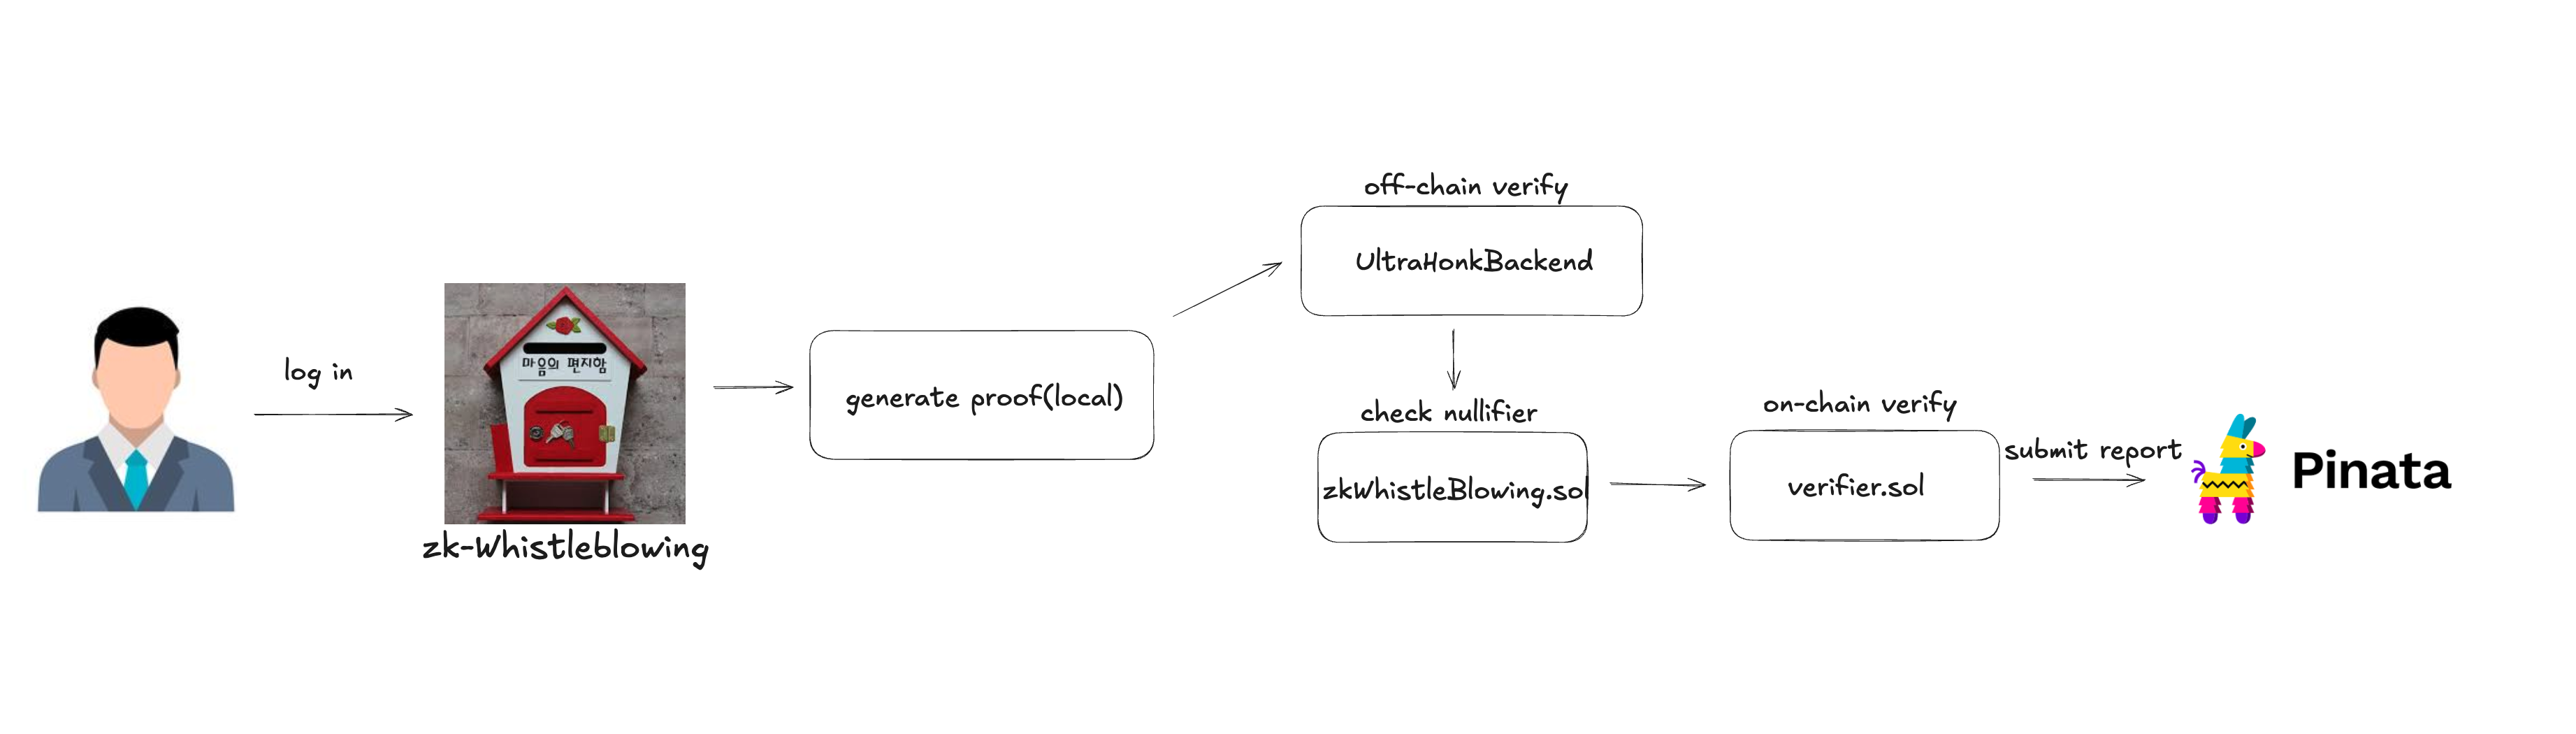 log in
마음의 편지함
zk-Whistleblowing
generate proof(local)
off-chain verify
UltraHonkBackend
check nullifier
zkWhistleBlowing.sol
on-chain verify
verifier.sol
submit report
Pinata